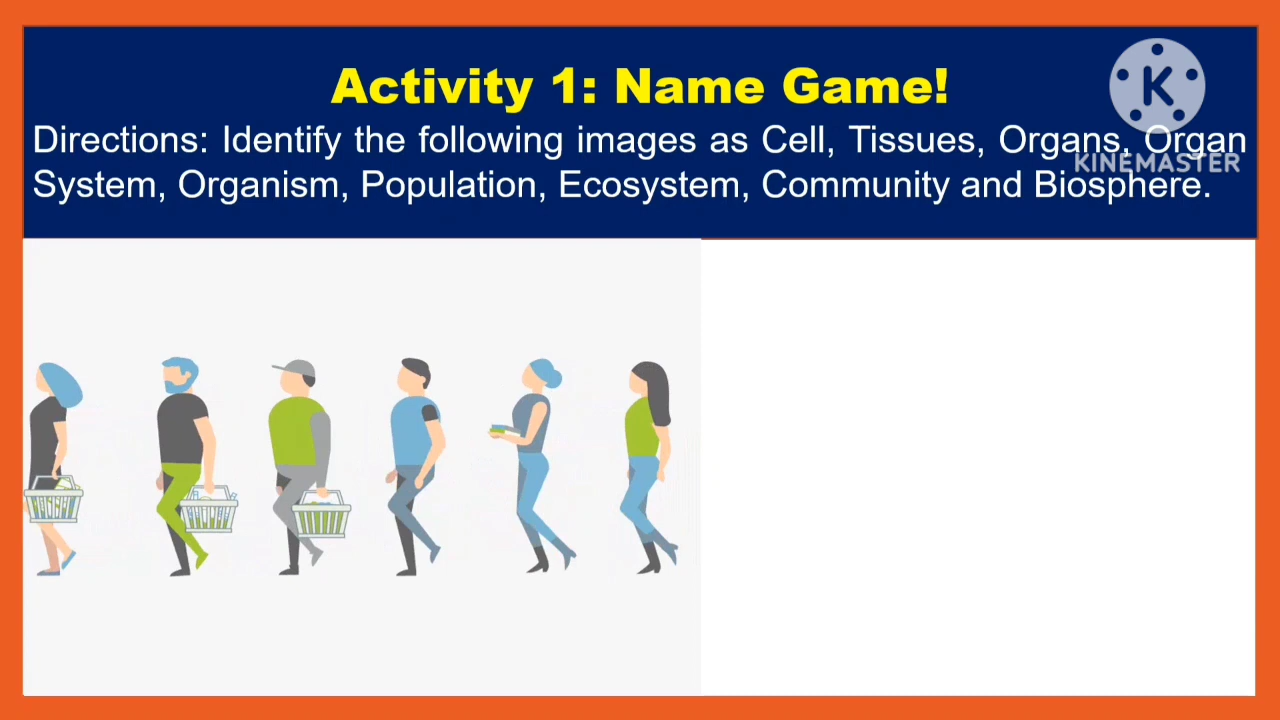 Activity 1: Name Game!
Directions: Identify the following images as Cell, Tissues, Organs, Organ
System, Organism, Population, Ecosystem, Community and Biosphere.
K
KINEMASTER